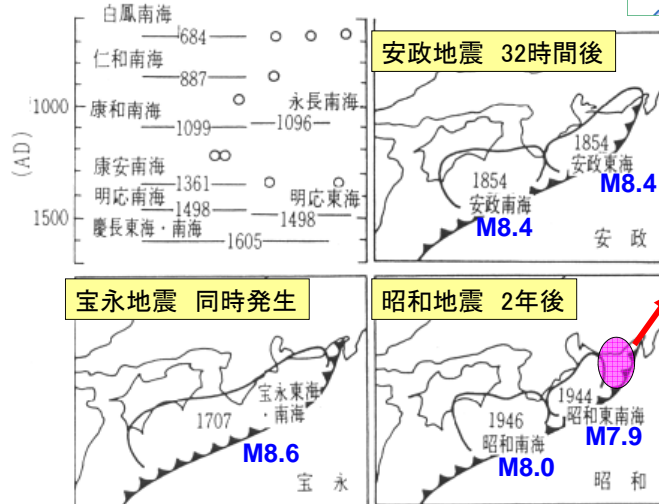 白鳳南海
684
仁和南海
887
1000
康和南海
永長南海
1099
1096
(AD)
康安南海
1361
明応南海
明応東海
1498
1498
1500
慶長東海・南海
1605
安政地震 32時間後
1854
安政東海
M8.4
1854
安政南海
M8.4
安政
宝永地震 同時発生
宝永東海
・南海
1707
M8.6
宝永
昭和地震 2年後
1944
昭和東南海
M7.9
1946
昭和南海
M8.0
昭和